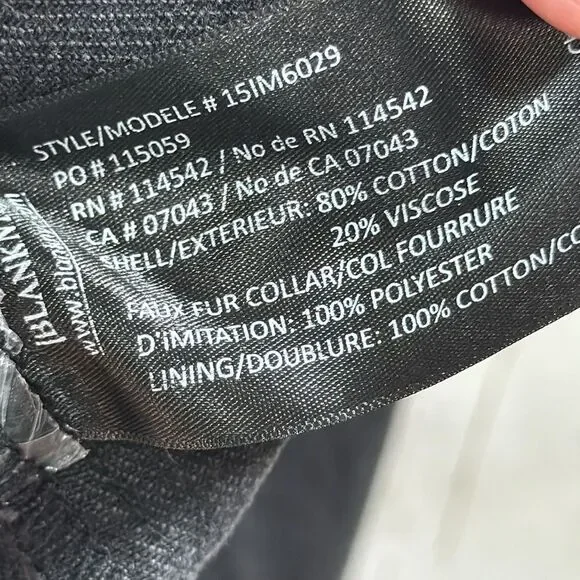 STYLE/MODELE # 15IM6029
PO # 115059
RN # 114542 / No de RN 114542
CA # 07043 / No de CA 07043
SHELL/EXTERIEUR: 80% COTTON/COTON
20% VISCOSE
FAUX FUR COLLAR/COL FOURRURE
D'IMITATION: 100% POLYESTER
LINING/DOUBLURE: 100% COTTON/CO
[BLANKN